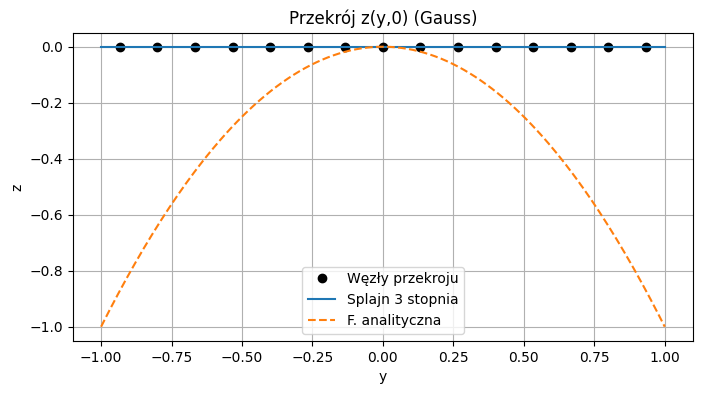 Przekrój z(y,0) (Gauss)
z
0.0
−0.2
−0.4
−0.6
−0.8
−1.0
Węzły przekroju
Splajn 3 stopnia
F. analityczna
−1.00 −0.75 −0.50 −0.25 0.00 0.25 0.50 0.75 1.00
y